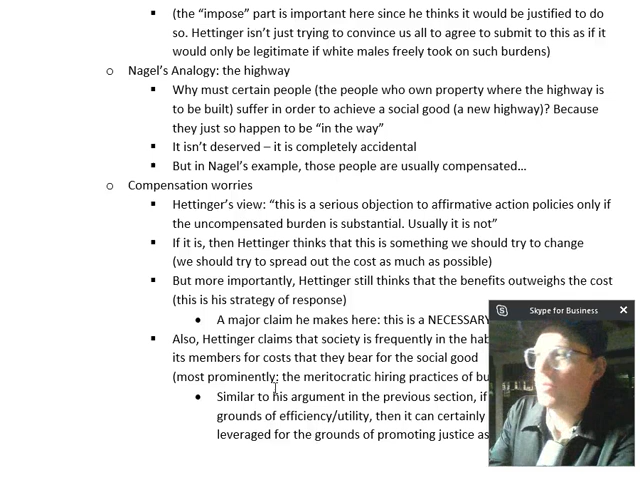 ▪ (the “impose” part is important here since he thinks it would be justified to do
so. Hettinger isn’t just trying to convince us all to agree to submit to this as if it
would only be legitimate if white males freely took on such burdens)
o Nagel’s Analogy: the highway
▪ Why must certain people (the people who own property where the highway is
to be built) suffer in order to achieve a social good (a new highway)? Because
they just so happen to be “in the way”
▪ It isn’t deserved – it is completely accidental
▪ But in Nagel’s example, those people are usually compensated…
o Compensation worries
▪ Hettinger’s view: “this is a serious objection to affirmative action policies only if
the uncompensated burden is substantial. Usually it is not”
▪ If it is, then Hettinger thinks that this is something we should try to change
(we should try to spread out the cost as much as possible)
▪ But more importantly, Hettinger still thinks that the benefits outweighs the cost
(this is his strategy of response)
• A major claim he makes here: this is a NECESSARY
▪ Also, Hettinger claims that society is frequently in the hab
its members for costs that they bear for the social good
(most prominently: the meritocratic hiring practices of bu
• Similar to his argument in the previous section, if
grounds of efficiency/utility, then it can certainly
leveraged for the grounds of promoting justice as
Skype for Business